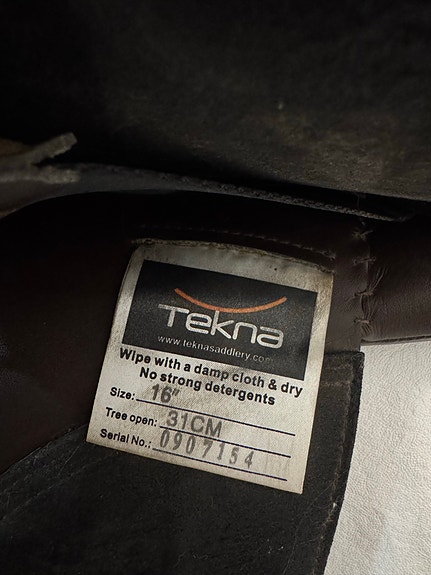 Tekna
www.teknasaddlery.com
Wipe with a damp cloth & dry
No strong detergents
Size: 16"
Tree open: 31CM
Serial No.: 0907154